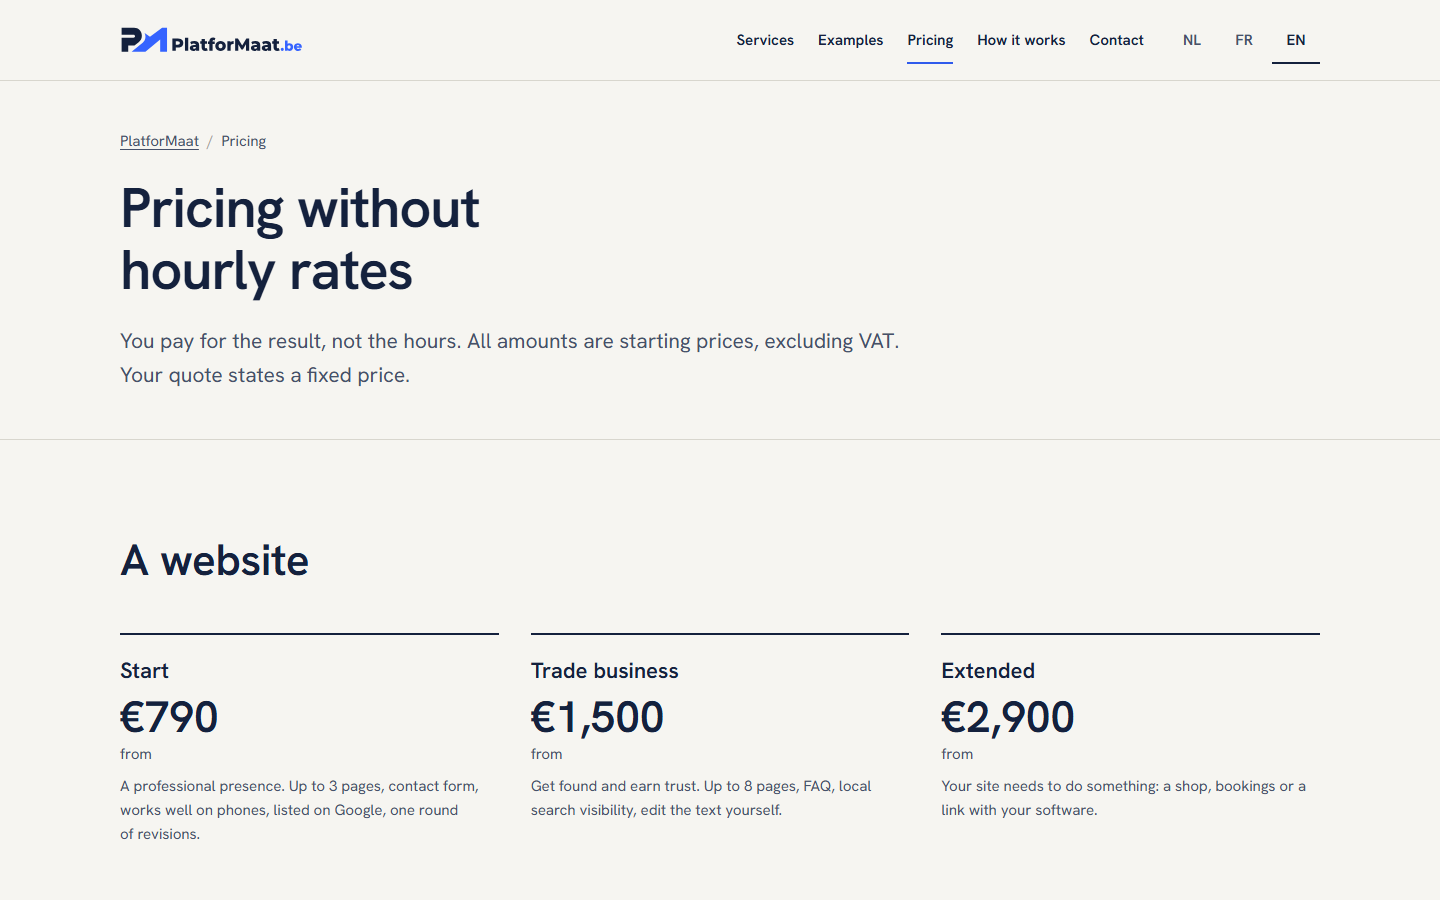 PlatforMaat.be
Services Examples Pricing How it works Contact NL FR EN
PlatforMaat / Pricing
Pricing without
hourly rates
You pay for the result, not the hours. All amounts are starting prices, excluding VAT.
Your quote states a fixed price.
A website
Start
€790
from
A professional presence. Up to 3 pages, contact form,
works well on phones, listed on Google, one round
of revisions.
Trade business
€1,500
from
Get found and earn trust. Up to 8 pages, FAQ, local
search visibility, edit the text yourself.
Extended
€2,900
from
Your site needs to do something: a shop, bookings or a
link with your software.